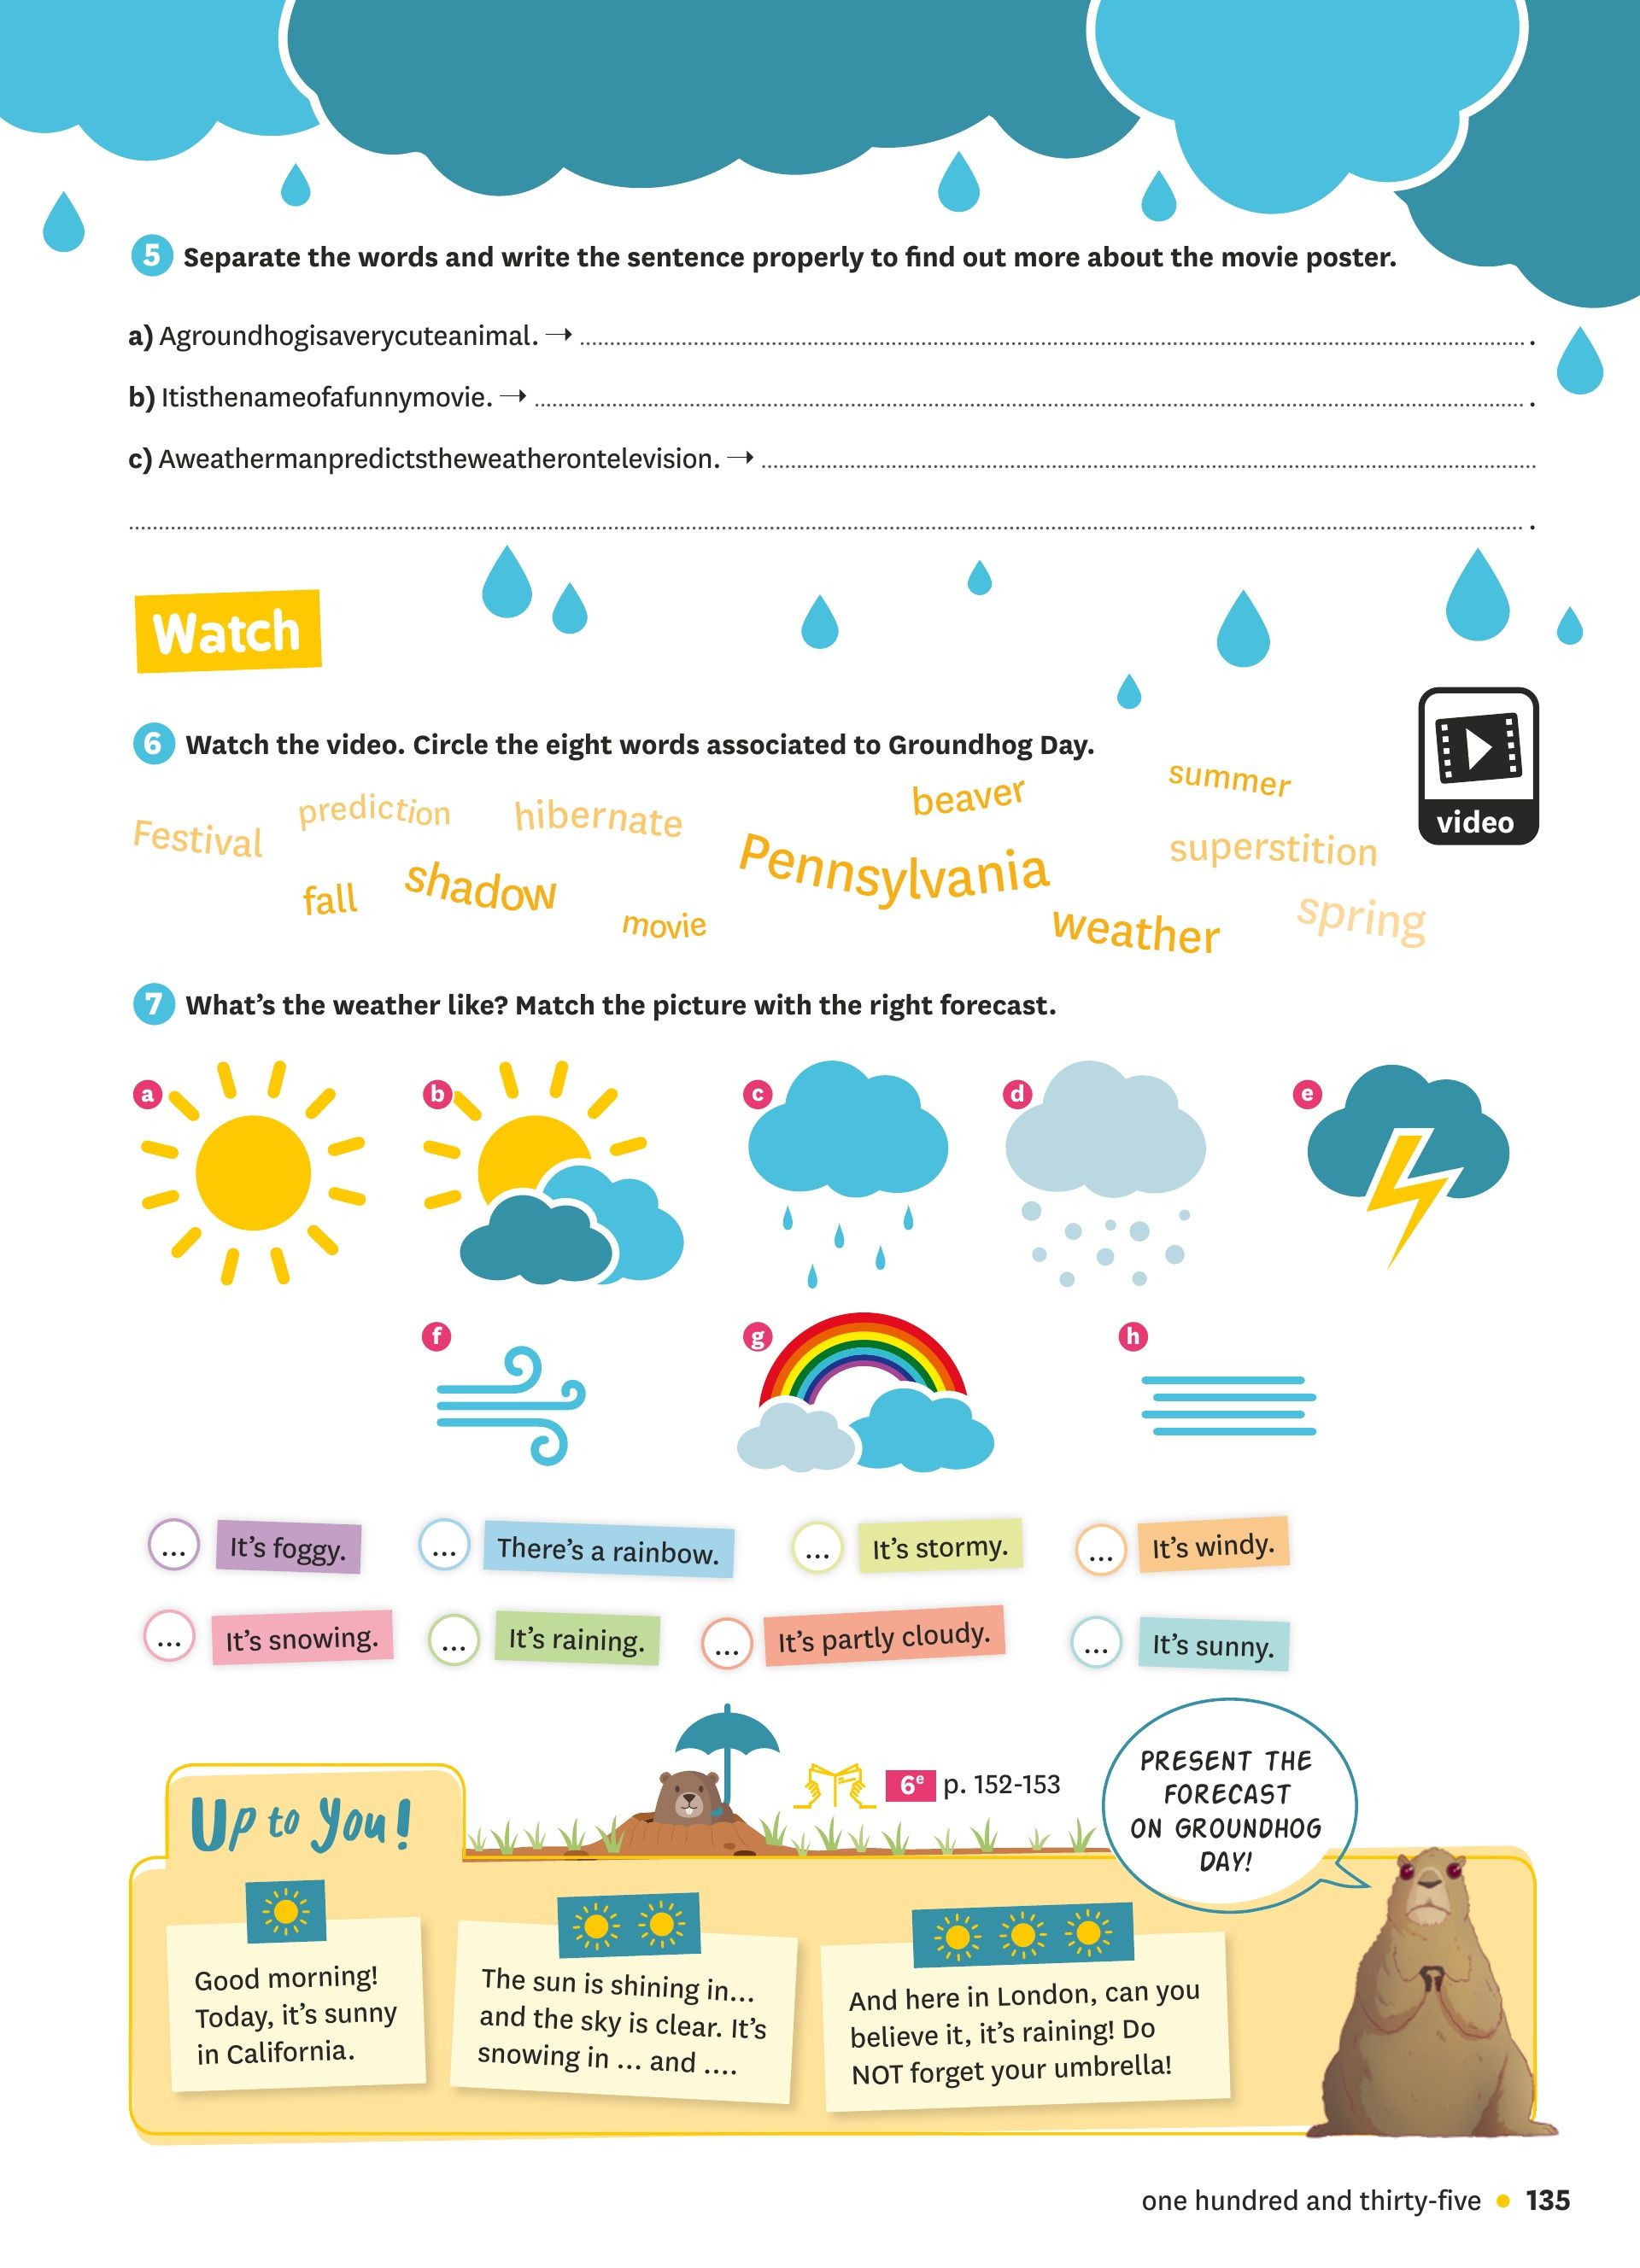 5 Separate the words and write the sentence properly to find out more about the movie poster.
a) Agroundhogisaverycuteanimal. → .
b) Itisthenameofafunnymovie. → .
c) Aweathermanpredictstheweatherontelevision. →
.
Watch
6 Watch the video. Circle the eight words associated to Groundhog Day.
video
Festival
prediction
hibernate
beaver
summer
fall
shadow
movie
Pennsylvania
weather
superstition
spring
7 What's the weather like? Match the picture with the right forecast.
a
b
c
d
e
f
g
h
... It's foggy.
... There's a rainbow.
... It's stormy.
... It's windy.
... It's snowing.
... It's raining.
... It's partly cloudy.
... It's sunny.
Up to You!
6e p. 152-153
PRESENT THE
FORECAST
ON GROUNDHOG
DAY!
Good morning!
Today, it's sunny
in California.
The sun is shining in...
and the sky is clear. It's
snowing in ... and ....
And here in London, can you
believe it, it's raining! Do
NOT forget your umbrella!
one hundred and thirty-five • 135